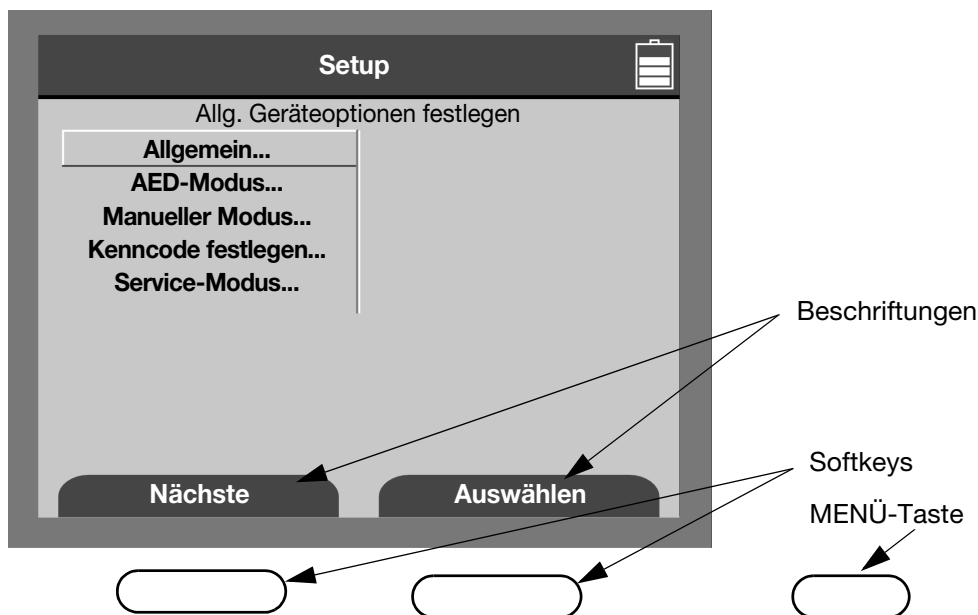 Setup
Allg. Geräteoptionen festlegen
Allgemein...
AED-Modus...
Manueller Modus...
Kenncode festlegen...
Service-Modus...
Beschriftungen
Nächste
Auswählen
Softkeys
MENÜ-Taste